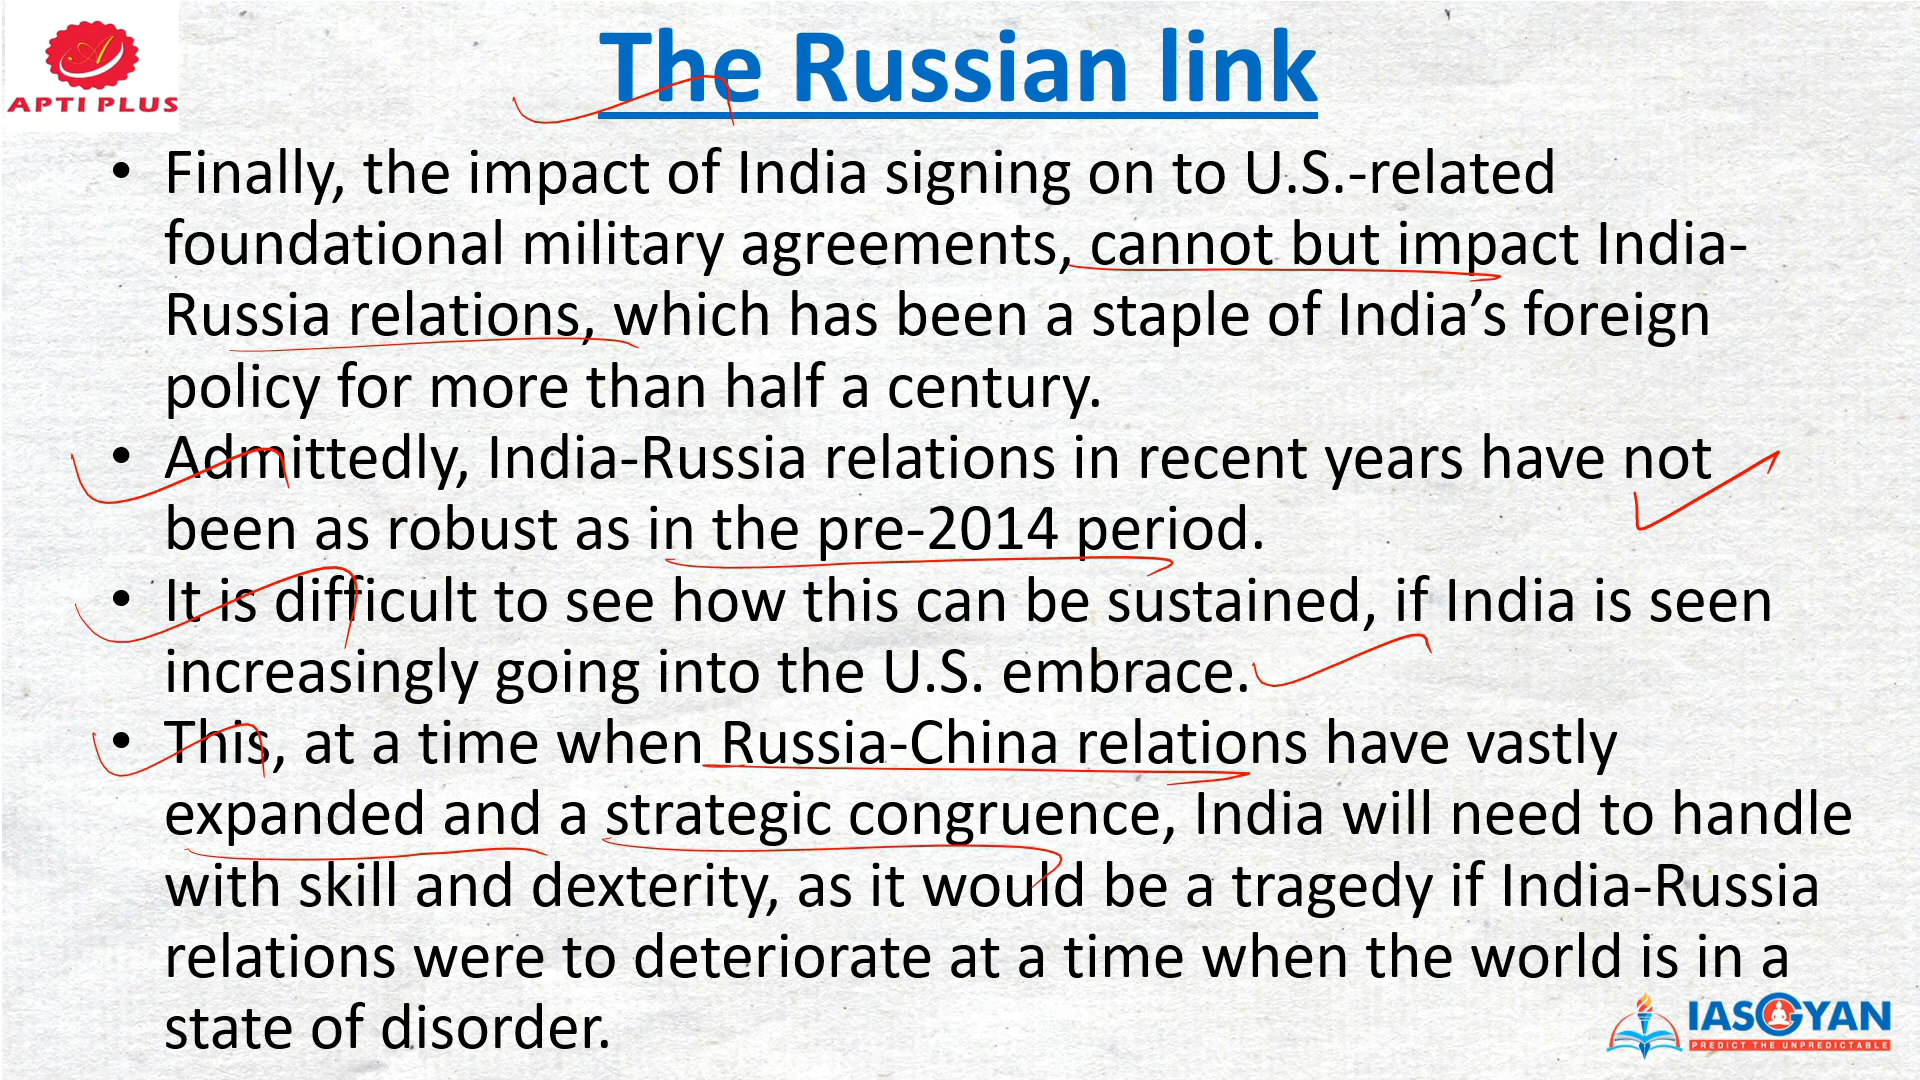 APTI PLUS
The Russian link
• Finally, the impact of India signing on to U.S.-related
foundational military agreements, cannot but impact India-
Russia relations, which has been a staple of India’s foreign
policy for more than half a century.
• Admittedly, India-Russia relations in recent years have not
been as robust as in the pre-2014 period.
• It is difficult to see how this can be sustained, if India is seen
increasingly going into the U.S. embrace.
• This, at a time when Russia-China relations have vastly
expanded and a strategic congruence, India will need to handle
with skill and dexterity, as it would be a tragedy if India-Russia
relations were to deteriorate at a time when the world is in a
state of disorder.
IASGYAN
PREDICT THE UNPREDICTABLE